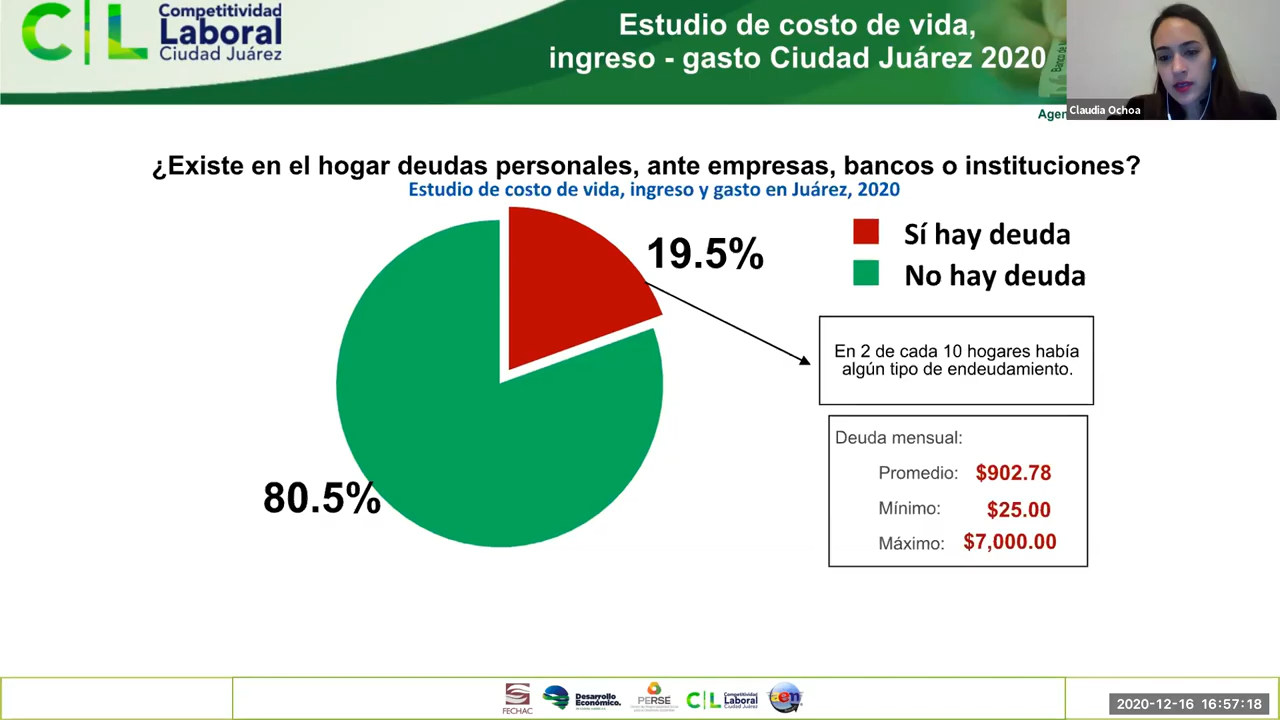 C|L
Competitividad
Laboral
Ciudad Juárez
Estudio de costo de vida,
ingreso - gasto Ciudad Juárez 2020
Claudia Ochoa
¿Existe en el hogar deudas personales, ante empresas, bancos o instituciones?
Estudio de costo de vida, ingreso y gasto en Juárez, 2020
19.5%
80.5%
Sí hay deuda
No hay deuda
En 2 de cada 10 hogares había
algún tipo de endeudamiento.
Deuda mensual:
Promedio: $902.78
Mínimo: $25.00
Máximo: $7,000.00
FECHAC
Desarrollo
Económico.
PERSÉ
C|L
Competitividad
Laboral
Ciudad Juárez
2020-12-16 16:57:18